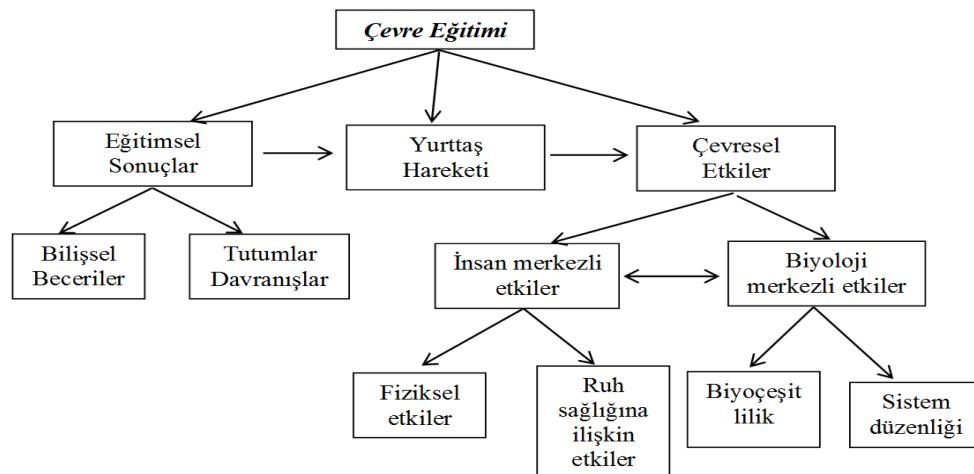 Çevre Eğitimi
Eğitimsel
Sonuçlar
Yurttaş
Hareketi
Çevresel
Etkiler
Bilişsel
Beceriler
Tutumlar
Davranışlar
İnsan merkezli
etkiler
Biyoloji
merkezli etkiler
Fiziksel
etkiler
Ruh
sağlığına
ilişkin
etkiler
Biyoçeşit
lilik
Sistem
düzenliği